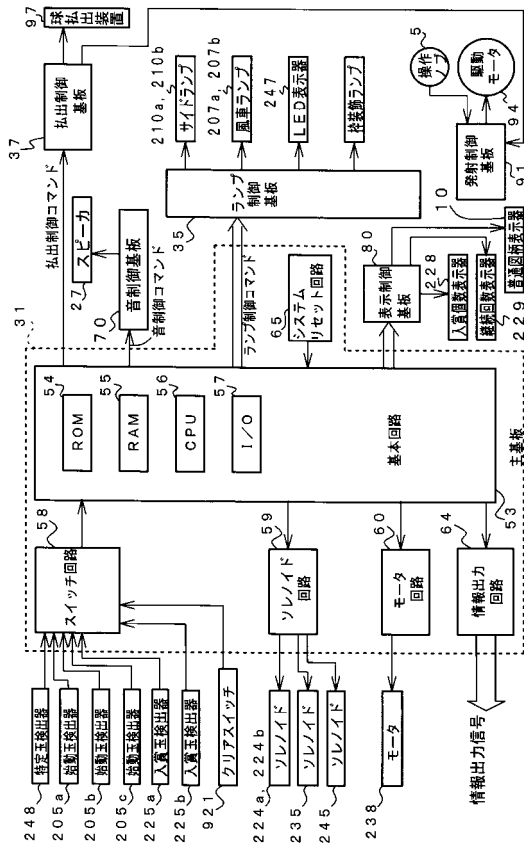 球払出装置
97
払出制御
基板
37
払出制御コマンド
スピーカ
27
音制御基板
70
音制御コマンド
31
サイドランプ
210a, 210b
風車ランプ
207a, 207b
LED表示器
247
枠装飾ランプ
ランプ
制御
基板
35
ランプ制御コマンド
操作
ノブ
5
駆動
モータ
94
発射制御
基板
91
システム
リセット回路
65
表示制御
基板
80
普通図柄表示器
10
入賞個数表示器
228
継続回数表示器
229
ROM
54
RAM
55
CPU
56
I/O
57
基本回路
53
主基板
スイッチ回路
58
ソレノイド
回路
59
モータ
回路
60
情報出力
回路
64
特定玉検出器
248
始動玉検出器
205a
始動玉検出器
205b
始動玉検出器
205c
入賞玉検出器
225a
入賞玉検出器
225b
クリアスイッチ
921
ソレノイド
224a, 224b
ソレノイド
235
ソレノイド
245
モータ
238
情報出力信号